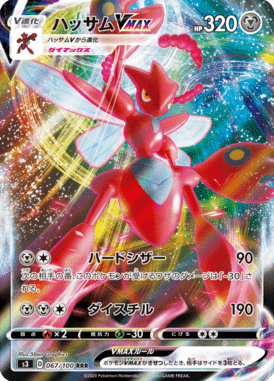 V進化
ハッサムVMAX
HP 320
ハッサムVから進化
ダイマックス
ハードシザー 90
次の相手の番、このポケモンが受けるワザのダメージは「-30」される。
ダイスチル 90
弱点 ×2 抵抗力 -30 にげる
VMAXルール
VMAXポケモンがきぜつしたとき、相手はサイドを3枚とる。
Illus.
s3 D 067/100 RRR
©2020 Pokémon/Nintendo/Creatures/GAME FREAK.